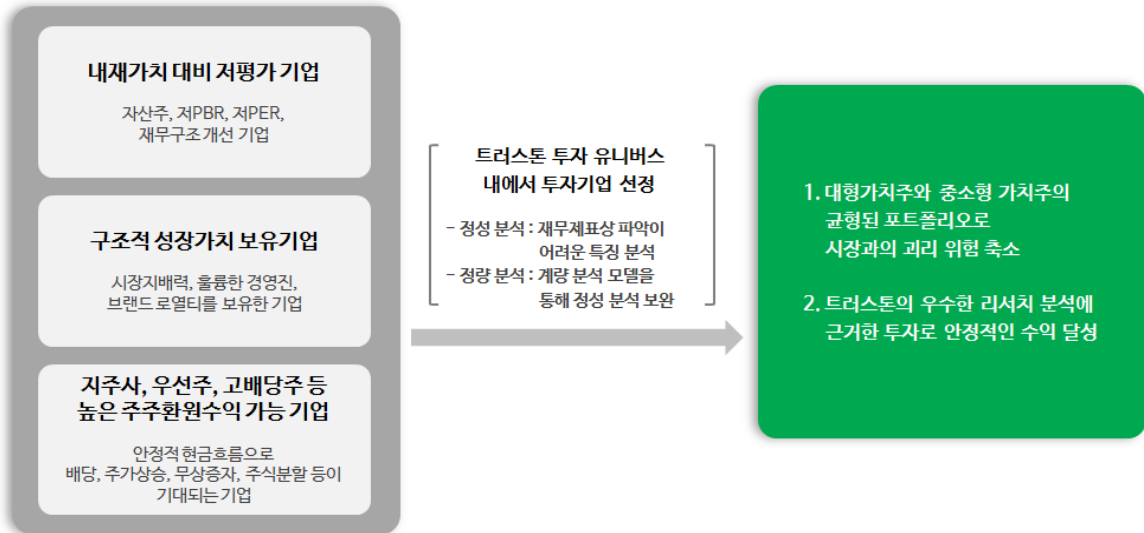 내재가치 대비 저평가 기업
자산주, 저PBR, 저PER,
재무구조 개선 기업
구조적 성장가치 보유기업
시장지배력, 훌륭한 경영진,
브랜드 로열티를 보유한 기업
지주사, 우선주, 고배당주 등
높은 주주환원수익 가능 기업
안정적 현금흐름으로
배당, 주가상승, 무상증자, 주식분할 등이
기대되는 기업
트러스톤 투자 유니버스
내에서 투자기업 선정
- 정성 분석 : 재무제표상 파악이
어려운 특징 분석
- 정량 분석 : 계량 분석 모델을
통해 정성 분석 보완
1. 대형가치주와 중소형 가치주의
균형된 포트폴리오로
시장과의 괴리 위험 축소
2. 트러스톤의 우수한 리서치 분석에
근거한 투자로 안정적인 수익 달성